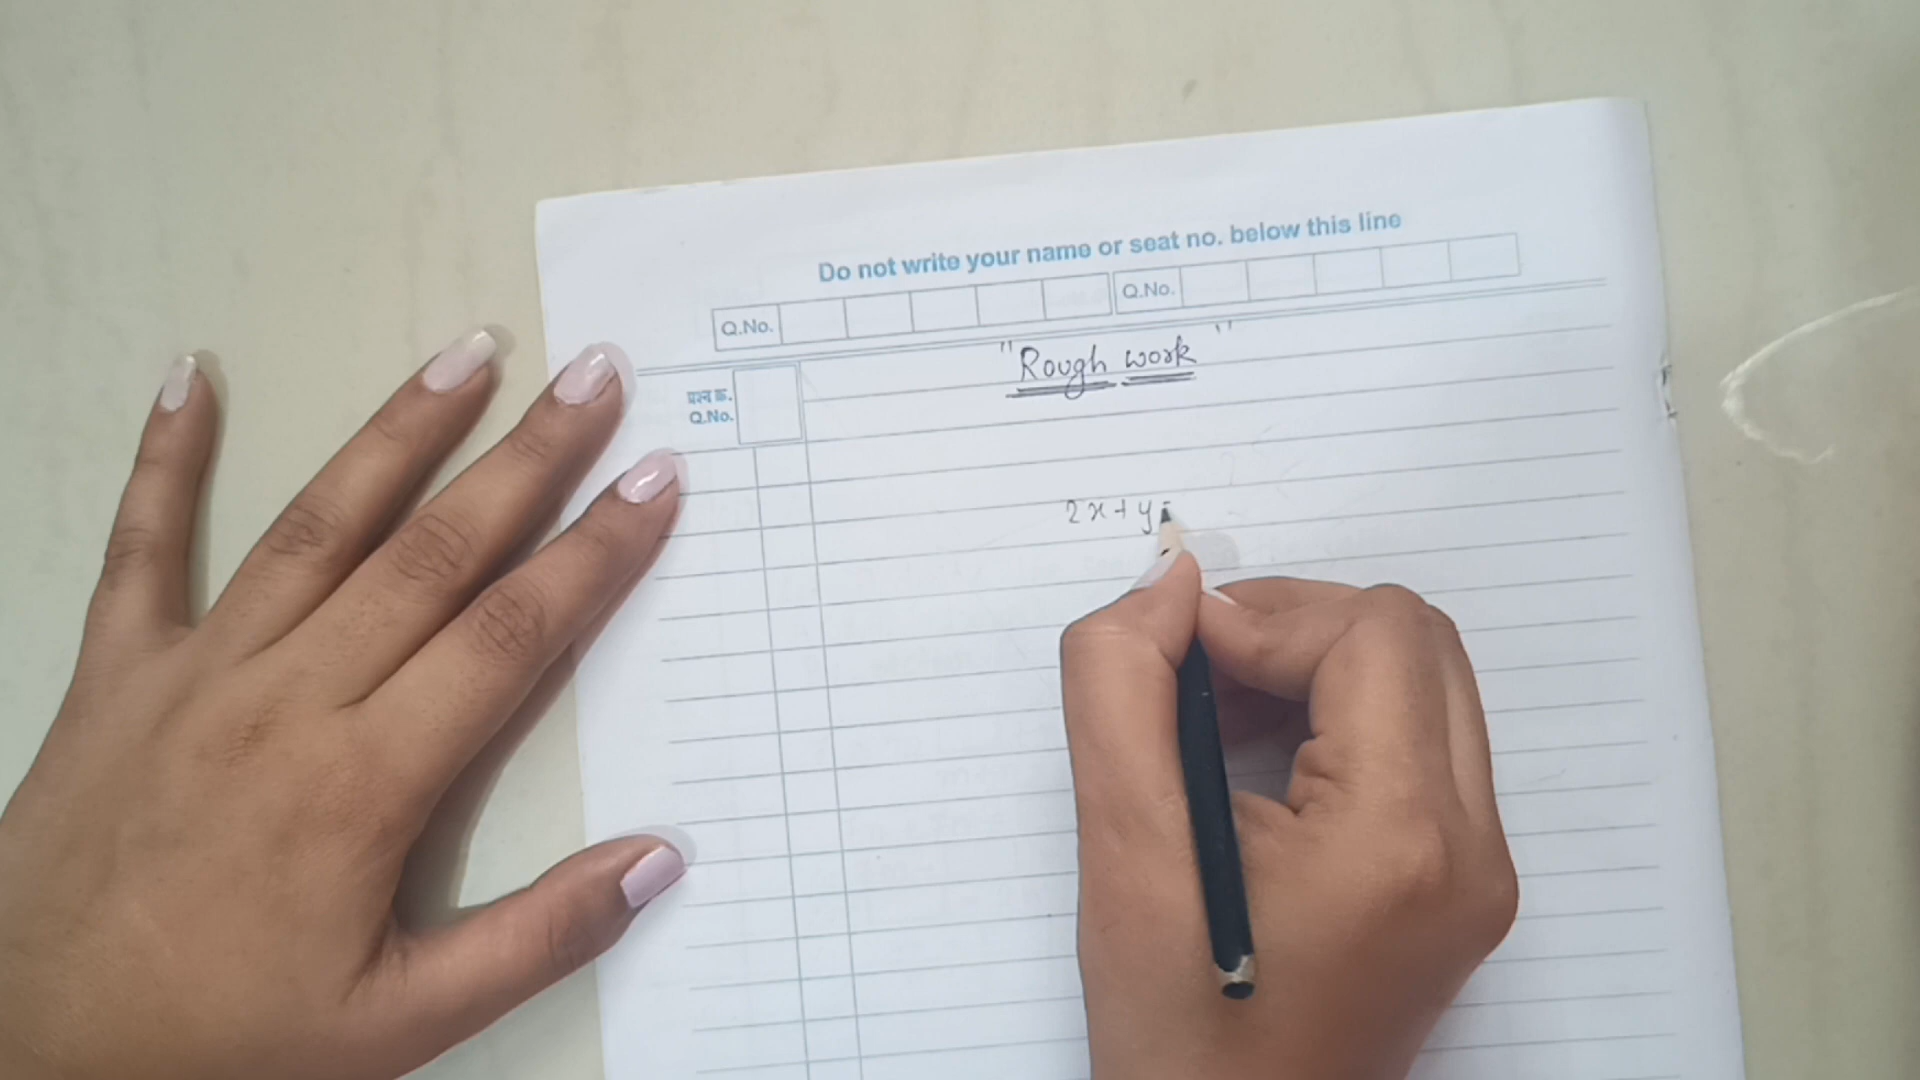 Do not write your name or seat no. below this line
Q.No. Q.No.
"Rough work"
प्रश्न क्र.
Q.No.
2x+y=